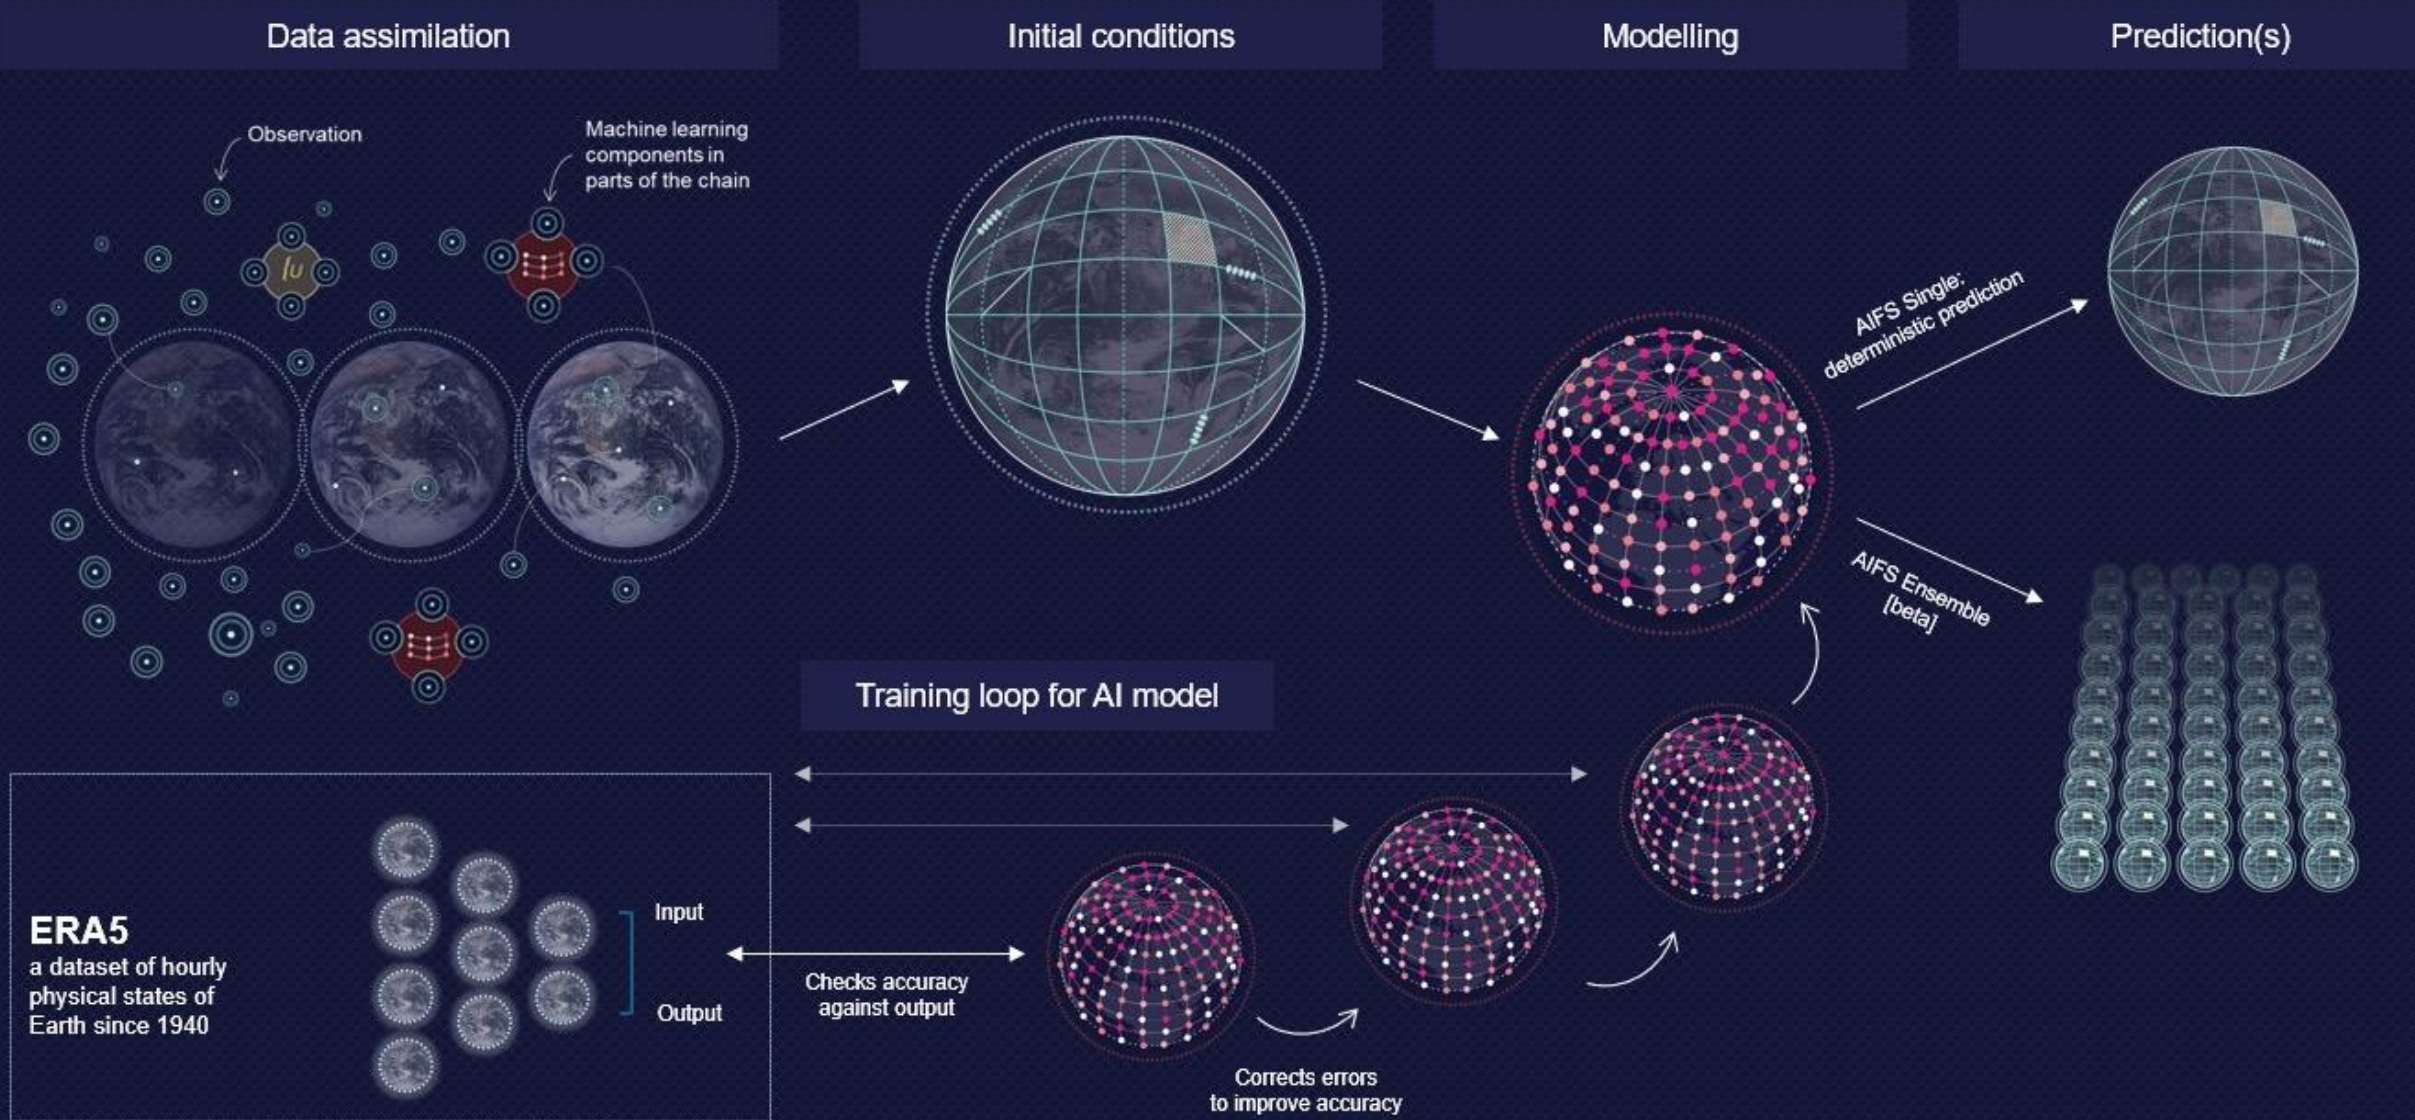 Data assimilation
Initial conditions
Modelling
Prediction(s)
Observation
Machine learning
components in
parts of the chain
AIFS Single:
deterministic prediction
AIFS Ensemble
[beta]
Training loop for AI model
ERA5
a dataset of hourly
physical states of
Earth since 1940
Input
Output
Checks accuracy
against output
Corrects errors
to improve accuracy